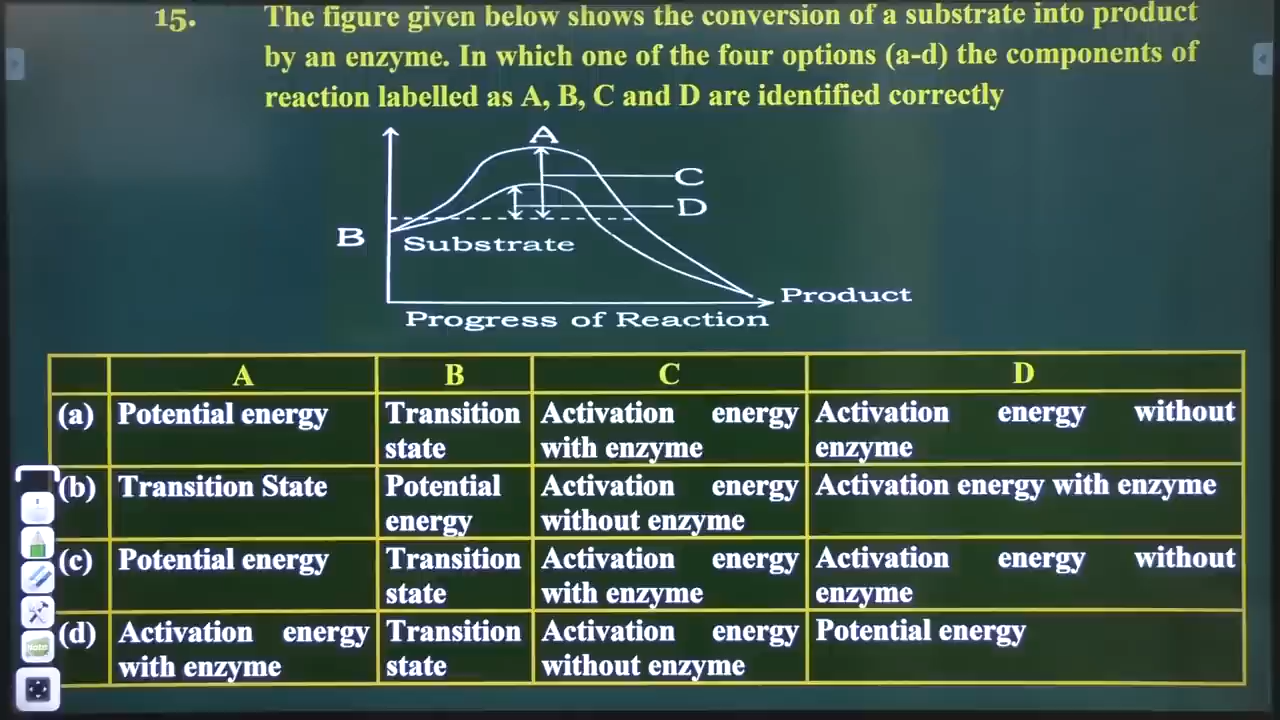 15. The figure given below shows the conversion of a substrate into product
by an enzyme. In which one of the four options (a-d) the components of
reaction labelled as A, B, C and D are identified correctly
A
C
D
B
Substrate
Product
Progress of Reaction
A B C D
(a) Potential energy Transition state Activation energy with enzyme Activation energy without enzyme
(b) Transition State Potential energy Activation energy without enzyme Activation energy with enzyme
(c) Potential energy Transition state Activation energy with enzyme Activation energy without enzyme
(d) Activation energy with enzyme Transition state Activation energy without enzyme Potential energy